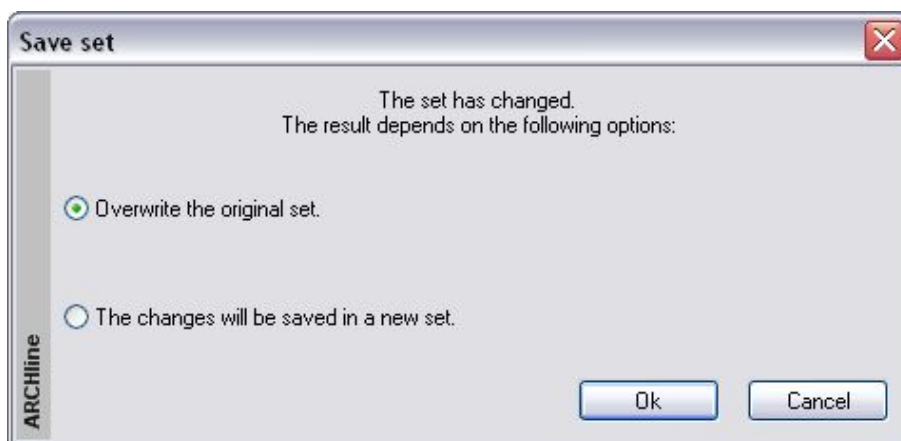 Save set
The set has changed.
The result depends on the following options:
Overwrite the original set.
The changes will be saved in a new set.
ARCHline
Ok
Cancel